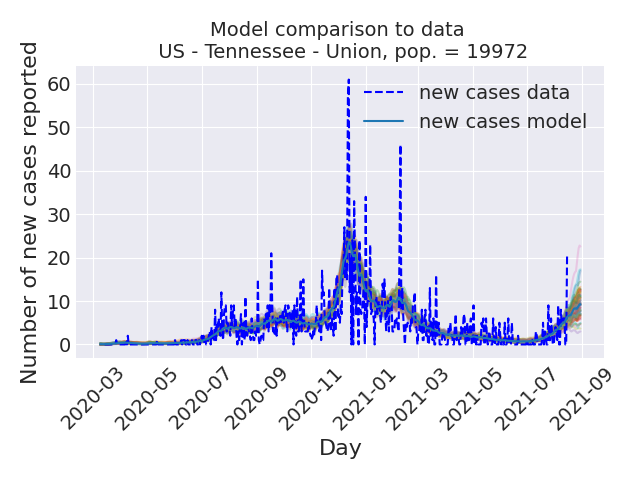 Model comparison to data
US - Tennessee - Union, pop. = 19972
Number of new cases reported
60
50
40
30
20
10
0
new cases data
new cases model
2020-03
2020-05
2020-07
2020-09
2020-11
2021-01
2021-03
2021-05
2021-07
2021-09
Day